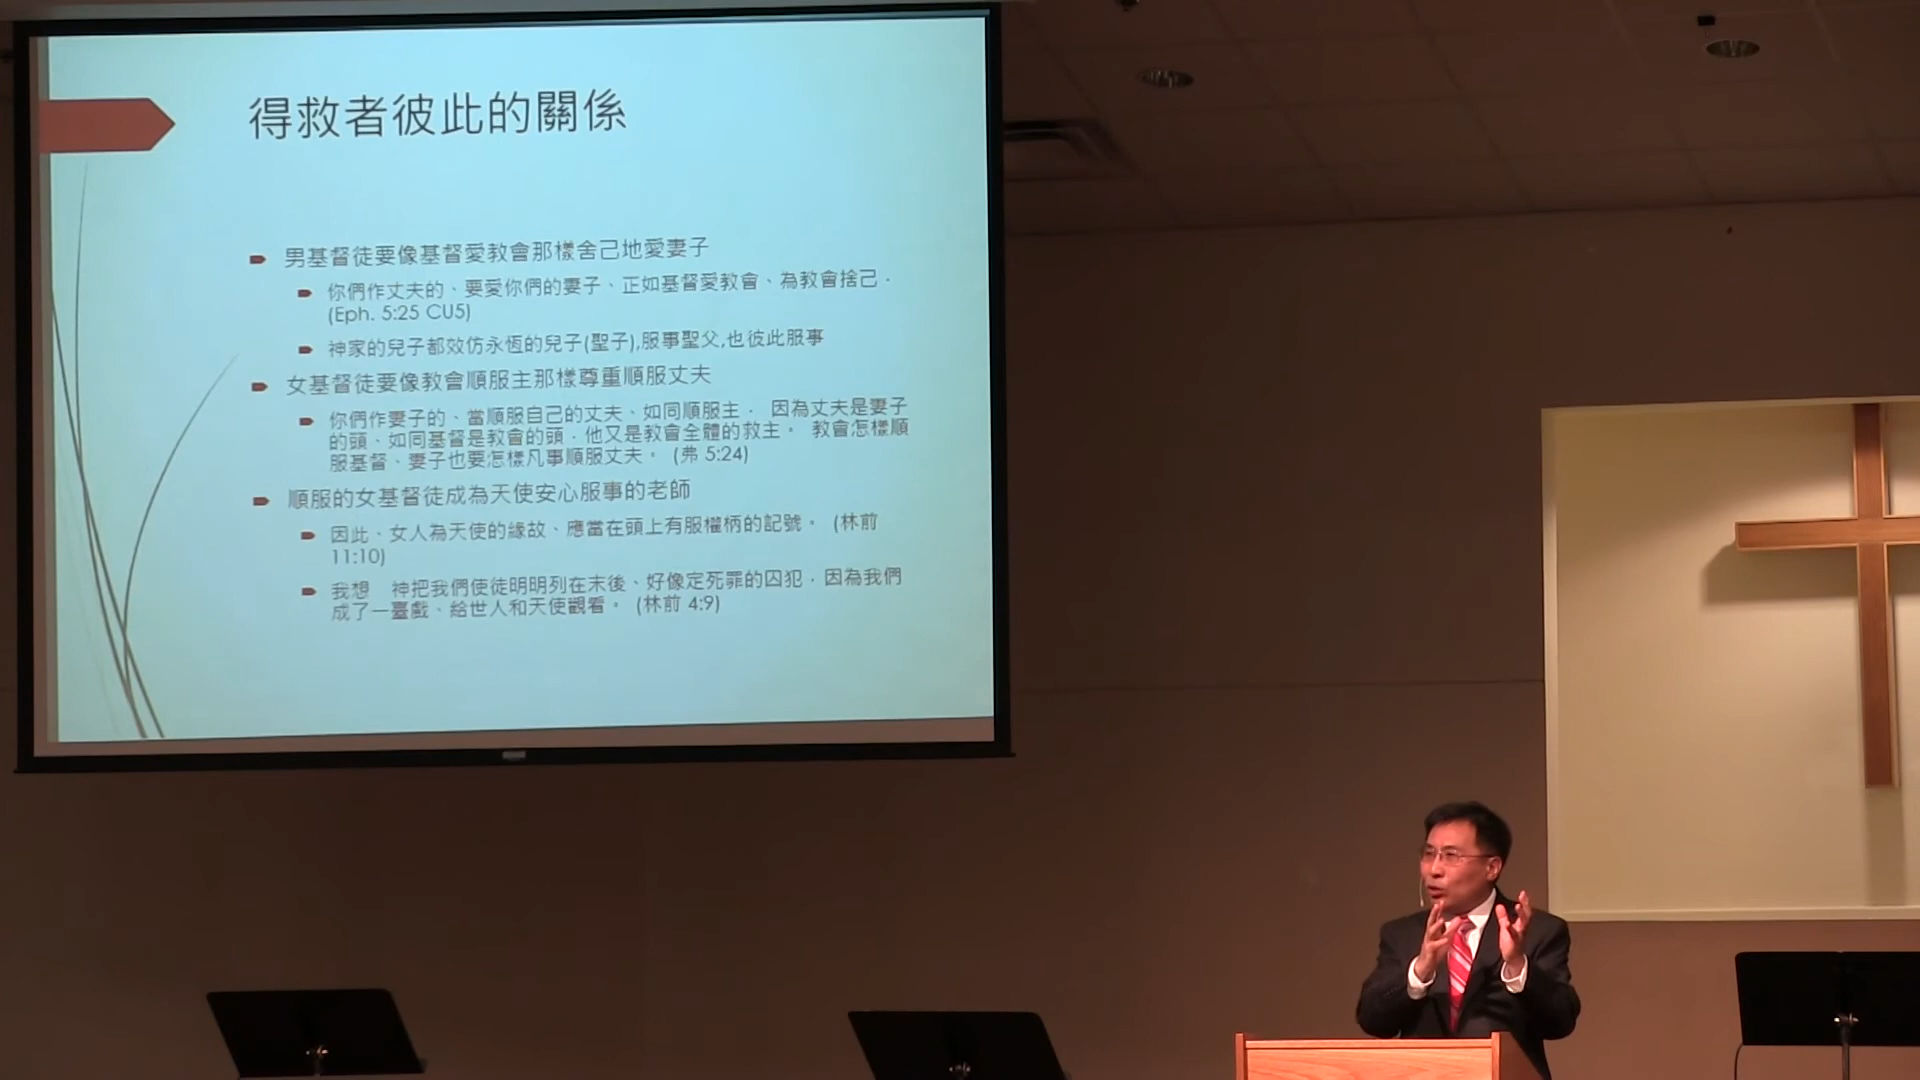 得救者彼此的關係
男基督徒要像基督愛教會那樣舍己地愛妻子
你們作丈夫的、要愛你們的妻子、正如基督愛教會、為教會捨己．
(Eph. 5:25 CU5)
神家的兒子都效仿永恆的兒子(聖子),服事聖父,也彼此服事
女基督徒要像教會順服主那樣尊重順服丈夫
你們作妻子的、當順服自己的丈夫、如同順服主． 因為丈夫是妻子
的頭、如同基督是教會的頭．他又是教會全體的救主。 教會怎樣順
服基督、妻子也要怎樣凡事順服丈夫。 (弗 5:24)
順服的女基督徒成為天使安心服事的老師
因此、女人為天使的緣故、應當在頭上有服權柄的記號。 (林前
11:10)
我想 神把我們使徒明明列在末後、好像定死罪的囚犯．因為我們
成了一臺戲、給世人和天使觀看。 (林前 4:9)